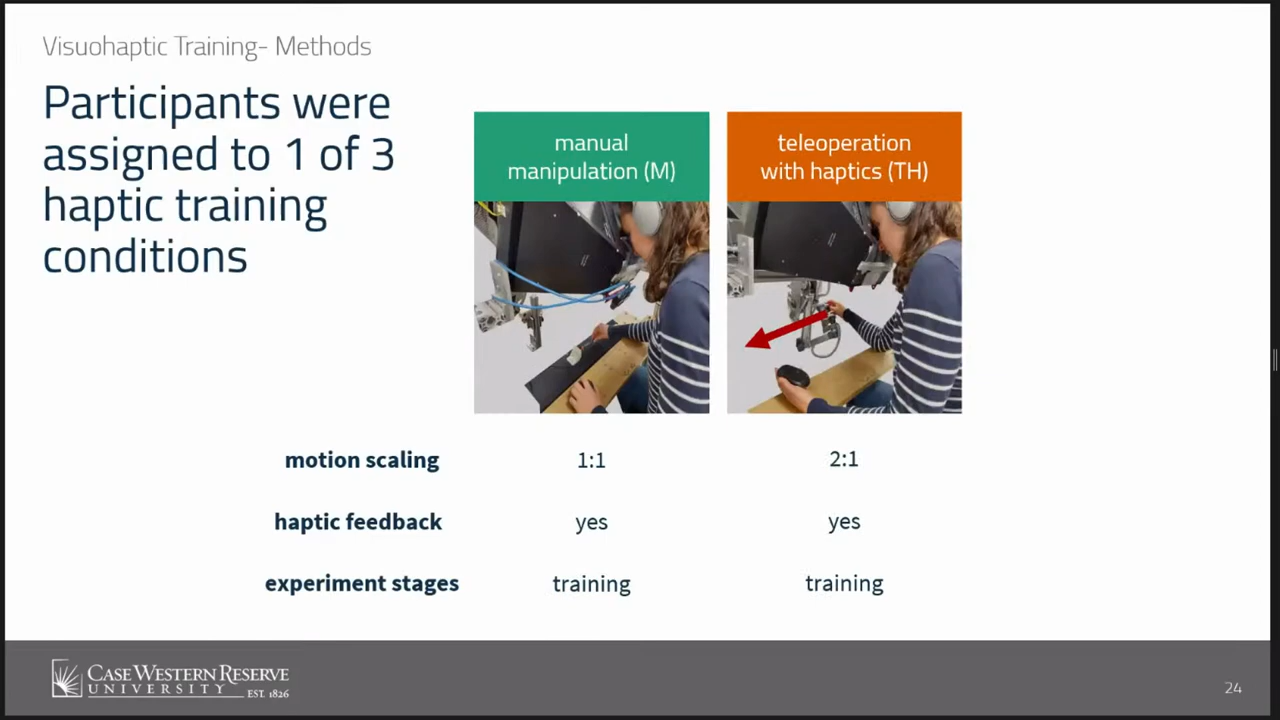 Visuohaptic Training- Methods
Participants were
assigned to 1 of 3
haptic training
conditions
manual
manipulation (M)
teleoperation
with haptics (TH)
motion scaling 1:1 2:1
haptic feedback yes yes
experiment stages training training
CASE WESTERN RESERVE
UNIVERSITY EST. 1826
24